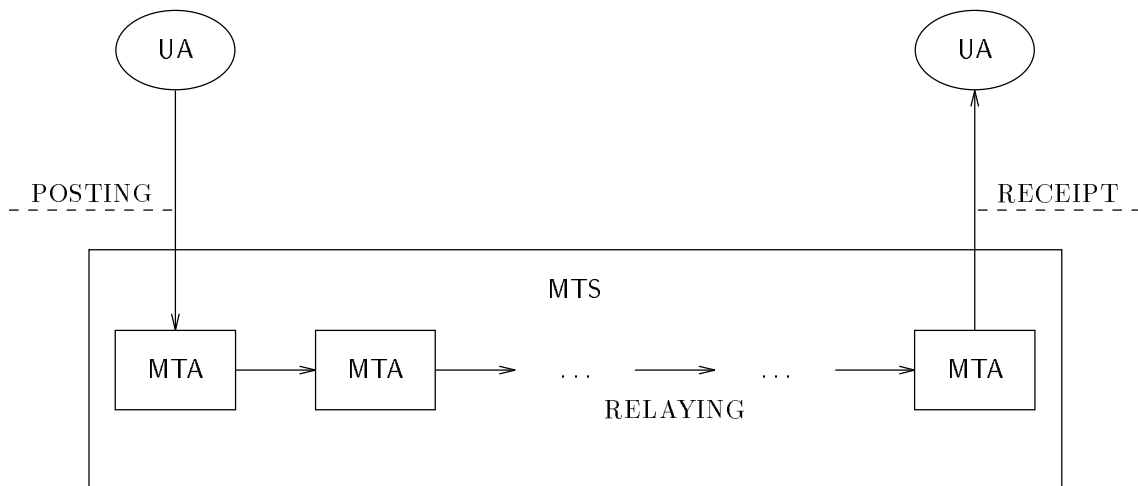 UA
UA
POSTING
RECEIPT
MTS
MTA
MTA
...
...
MTA
RELAYING